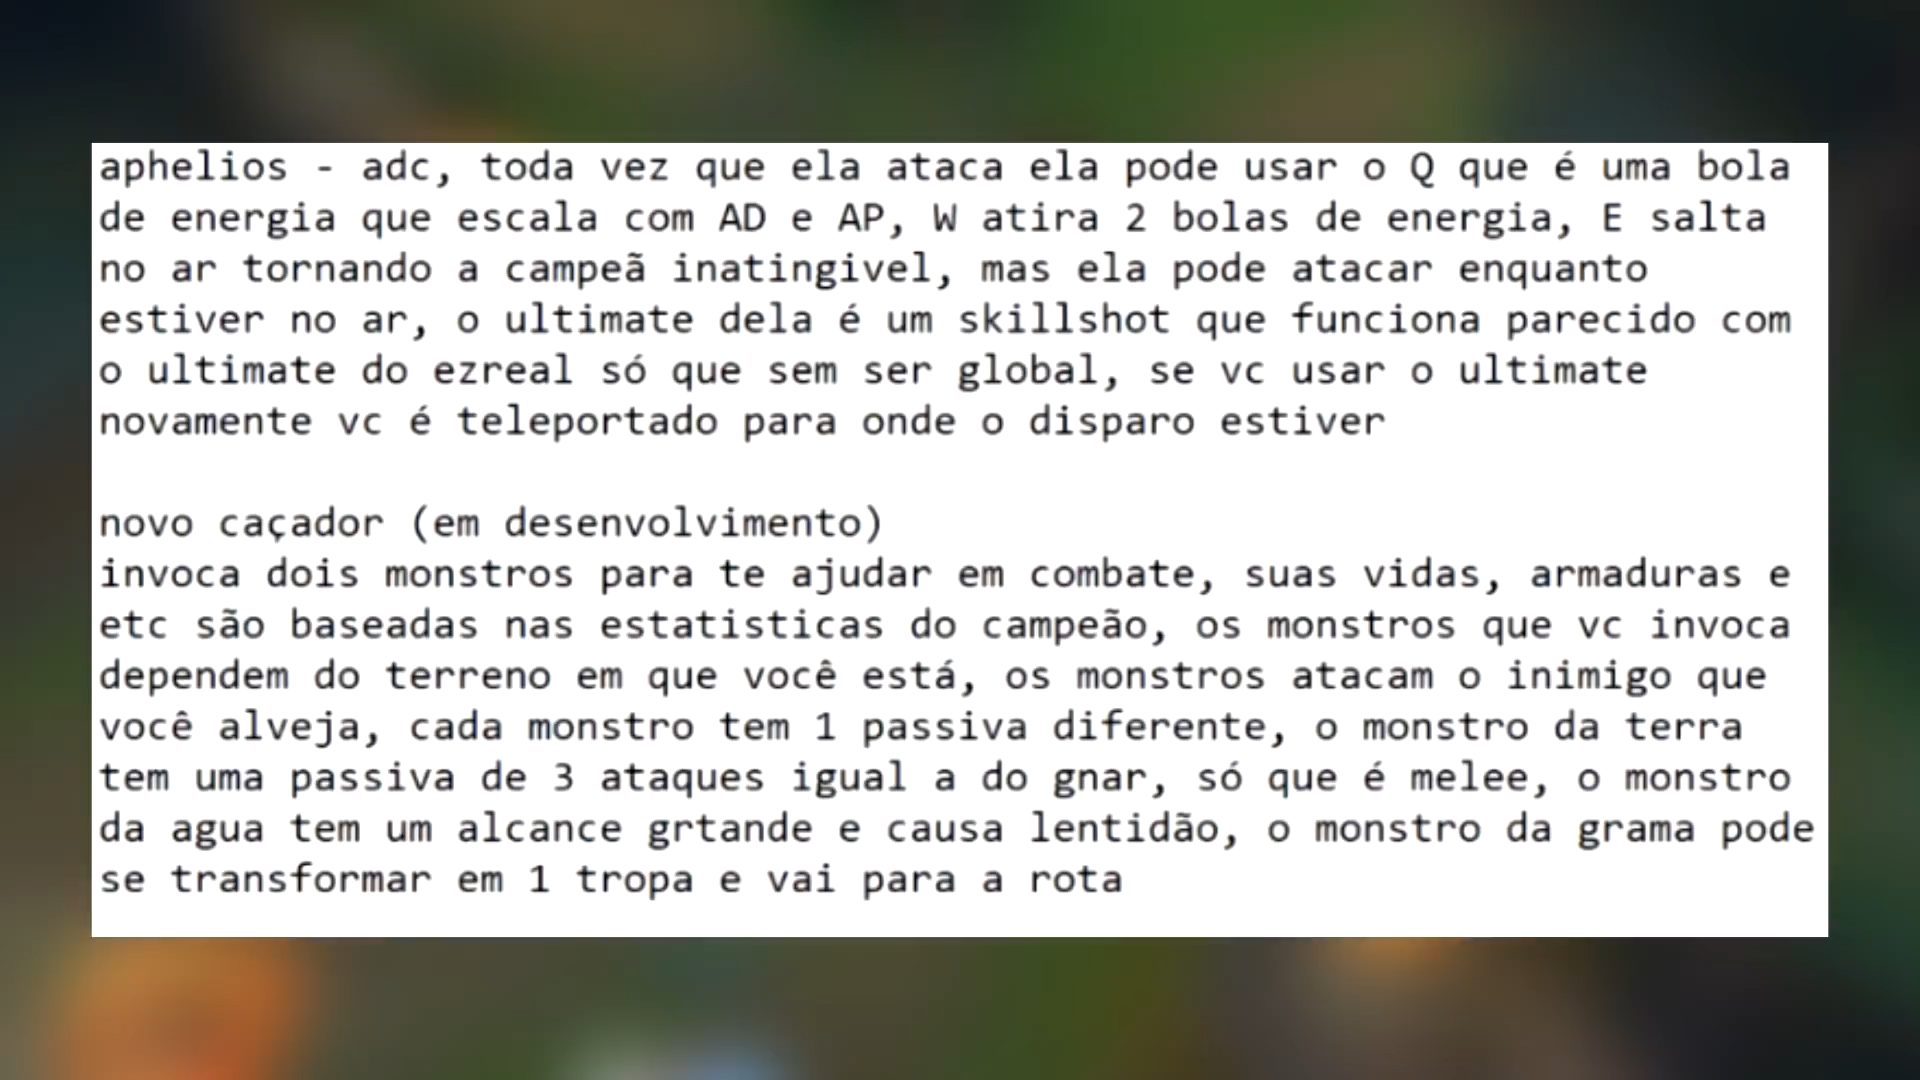 aphelios - adc, toda vez que ela ataca ela pode usar o Q que é uma bola
de energia que escala com AD e AP, W atira 2 bolas de energia, E salta
no ar tornando a campeã inatingivel, mas ela pode atacar enquanto
estiver no ar, o ultimate dela é um skillshot que funciona parecido com
o ultimate do ezreal só que sem ser global, se vc usar o ultimate
novamente vc é teleportado para onde o disparo estiver
novo caçador (em desenvolvimento)
invoca dois monstros para te ajudar em combate, suas vidas, armaduras e
etc são baseadas nas estatisticas do campeão, os monstros que vc invoca
dependem do terreno em que você está, os monstros atacam o inimigo que
você alveja, cada monstro tem 1 passiva diferente, o monstro da terra
tem uma passiva de 3 ataques igual a do gnar, só que é melee, o monstro
da agua tem um alcance grtande e causa lentidão, o monstro da grama pode
se transformar em 1 tropa e vai para a rota